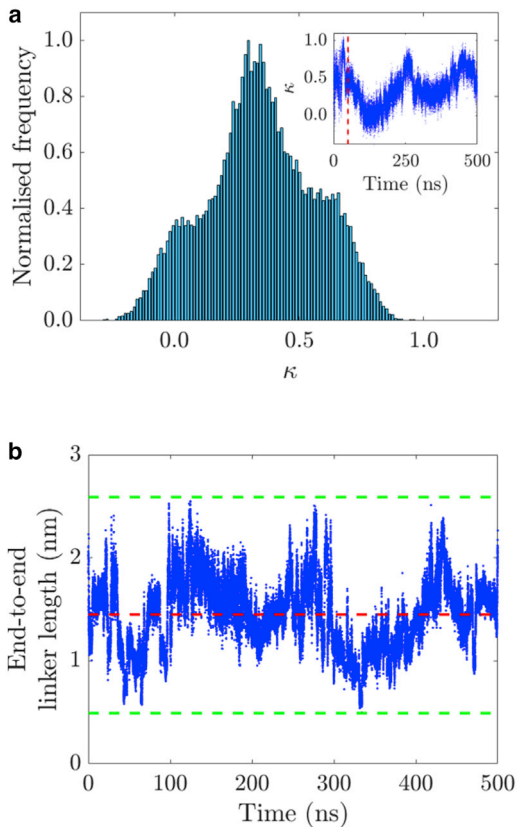 a
Normalised frequency
1.0
0.8
0.6
0.4
0.2
0.0
0.0 0.5 1.0
κ
κ
1.0
0.5
0.0
0 250 500
Time (ns)
b
End-to-end
linker length (nm)
3
2
1
0
0 100 200 300 400 500
Time (ns)